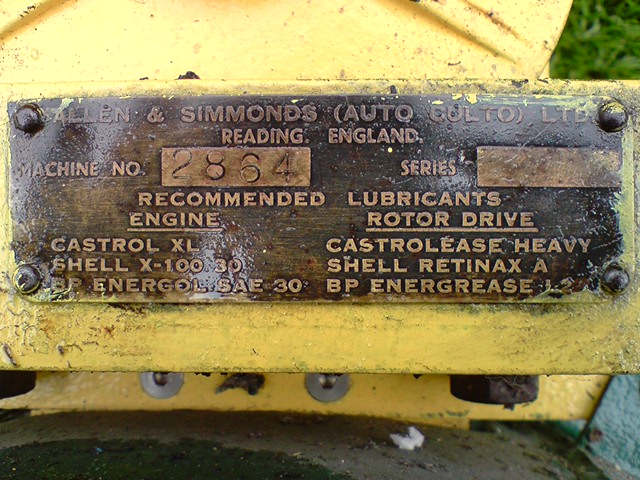 ALLEN & SIMMONDS (AUTO CULTO) LTD
READING. ENGLAND.
MACHINE NO. 2864 SERIES
RECOMMENDED LUBRICANTS
ENGINE ROTOR DRIVE
CASTROL XL CASTROLEASE HEAVY
SHELL X-100 30 SHELL RETINAX A
BP ENERGOL SAE 30 BP ENERGREASE L2